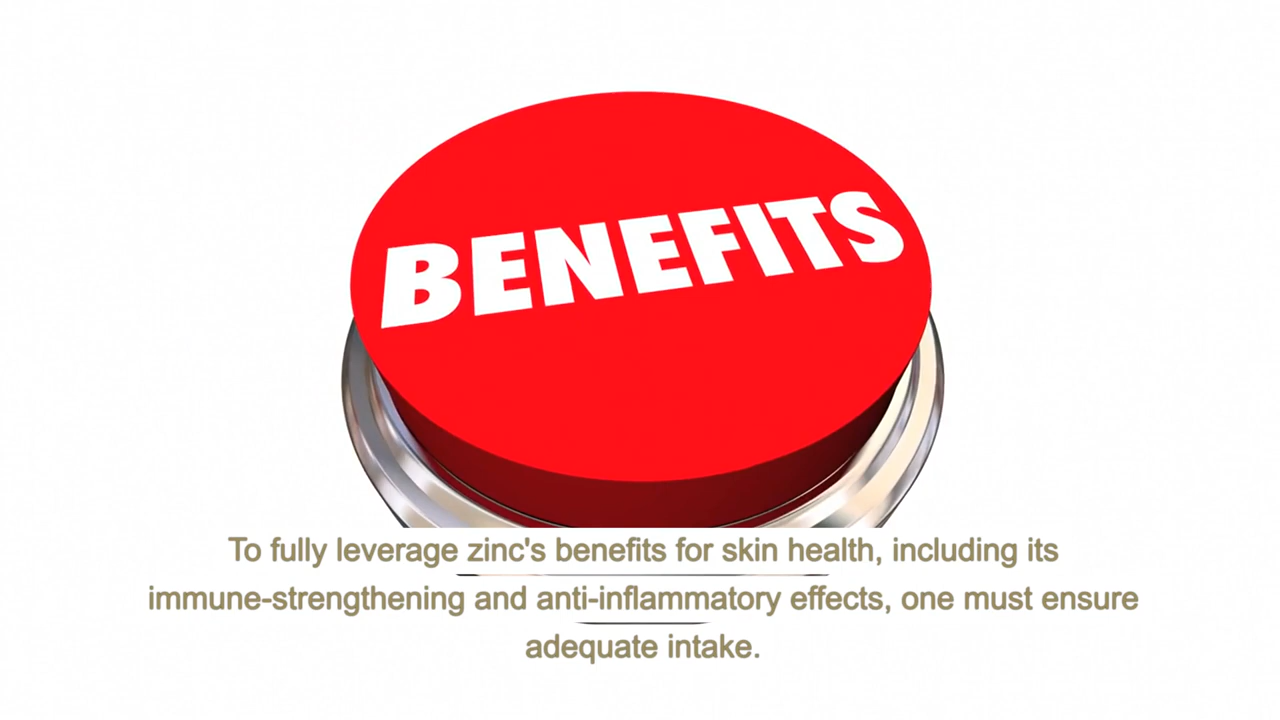 BENEFITS
To fully leverage zinc's benefits for skin health, including its
immune-strengthening and anti-inflammatory effects, one must ensure
adequate intake.